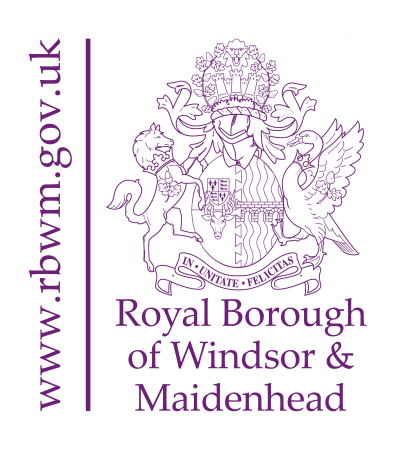 www.rbwm.gov.uk
IN · UNITATE · FELICITAS
Royal Borough
of Windsor &
Maidenhead